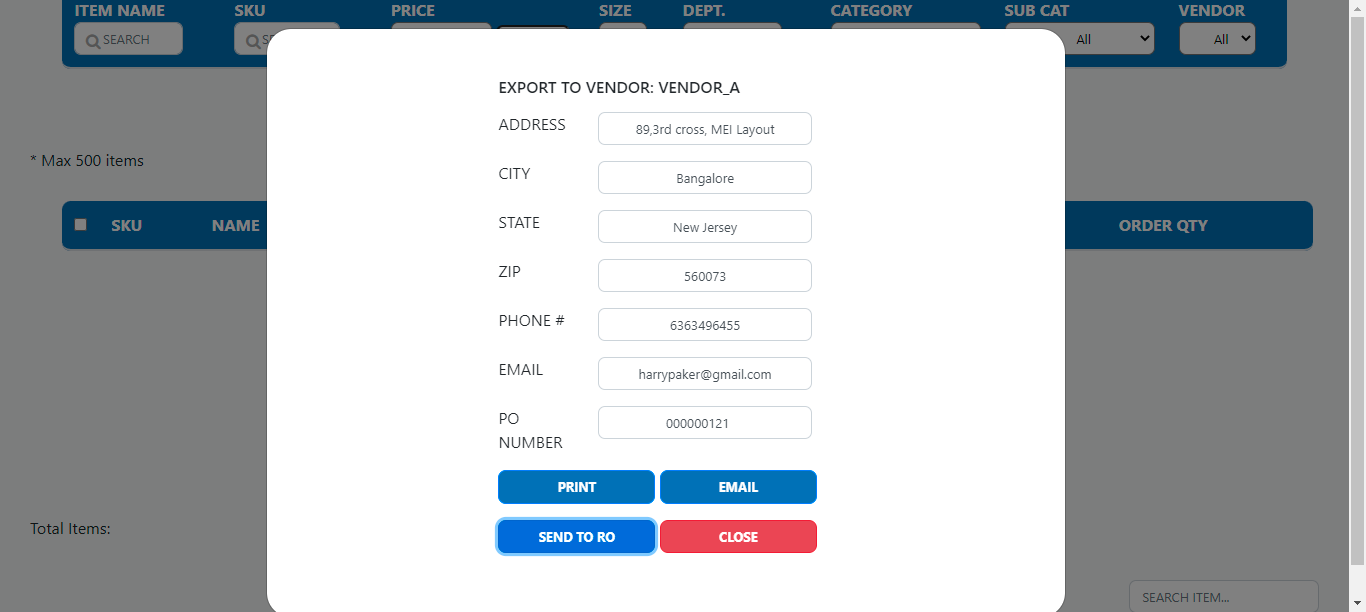 ITEM NAME SKU PRICE SIZE DEPT. CATEGORY SUB CAT VENDOR
SEARCH All All
EXPORT TO VENDOR: VENDOR_A
ADDRESS 89,3rd cross, MEI Layout
* Max 500 items
CITY Bangalore
SKU NAME STATE New Jersey ORDER QTY
ZIP 560073
PHONE # 6363496455
EMAIL harrypaker@gmail.com
PO NUMBER 000000121
PRINT EMAIL
Total Items:
SEND TO RO CLOSE
SEARCH ITEM...